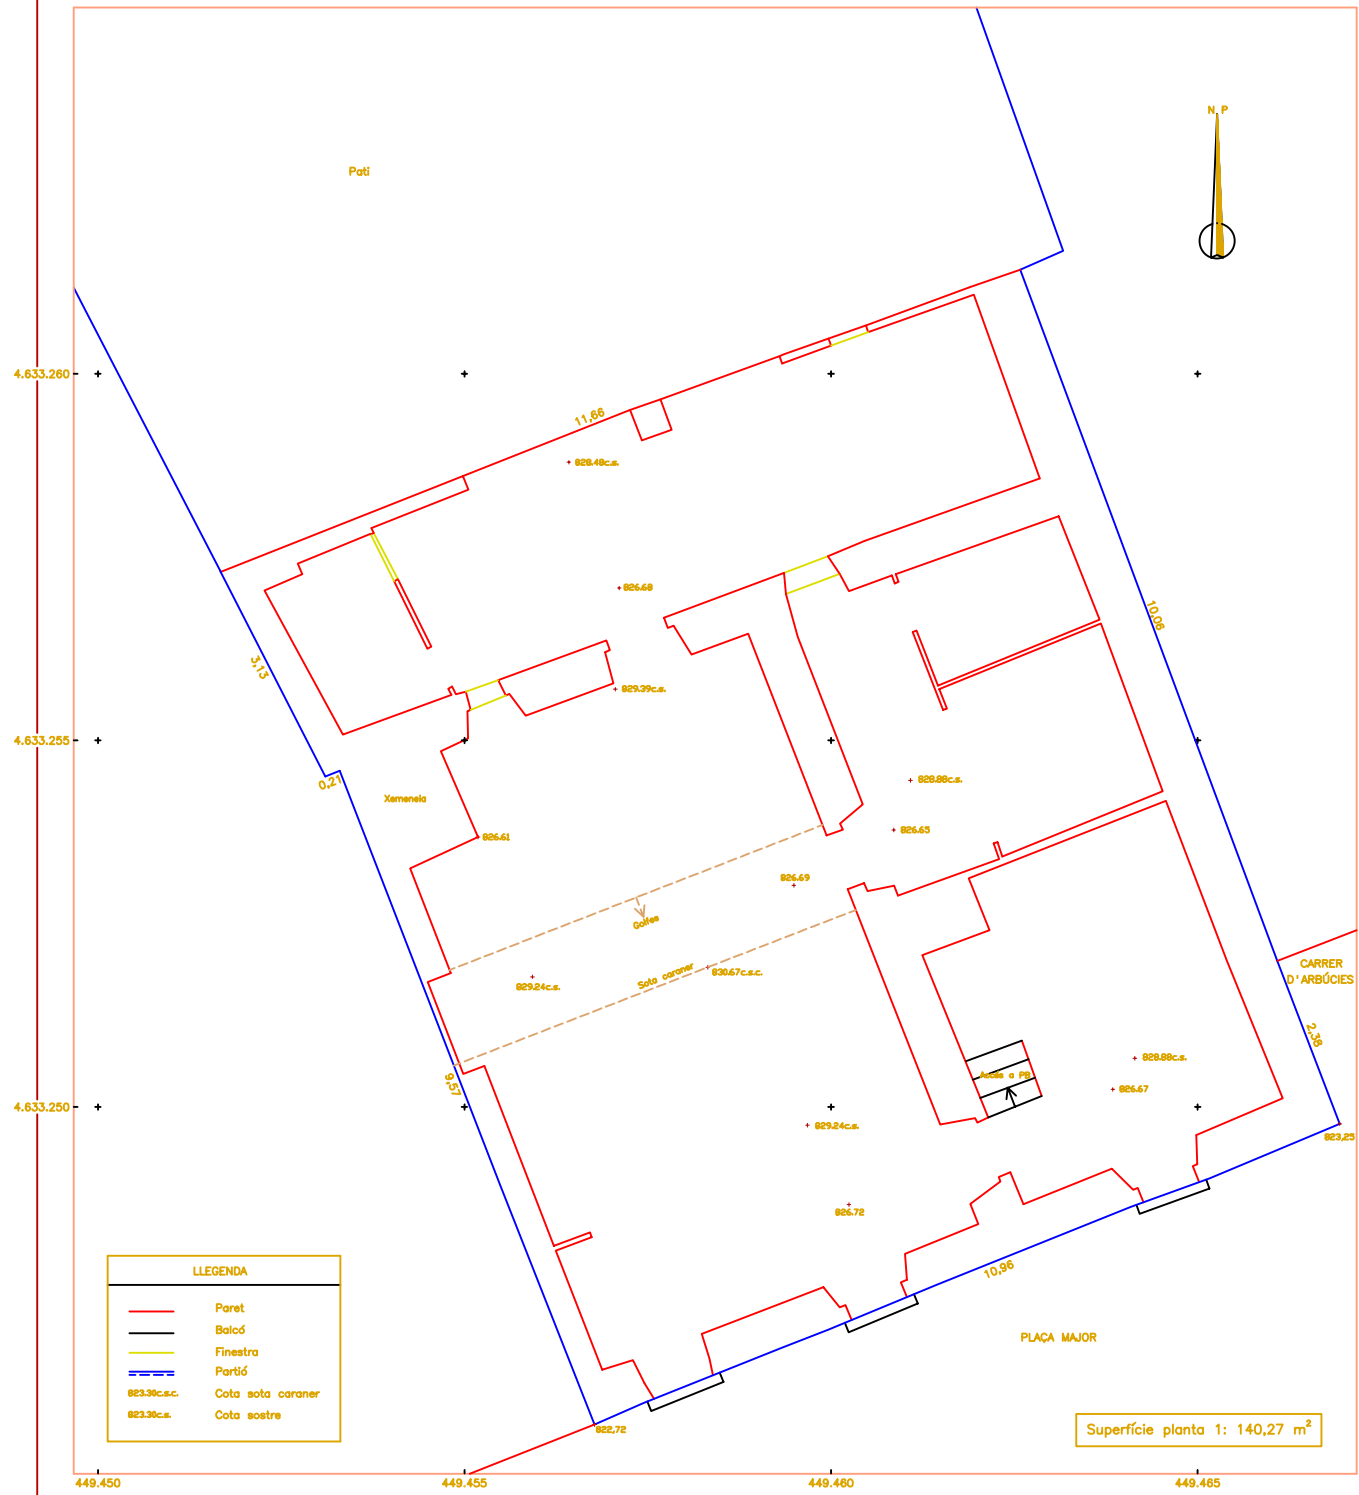 N.P
Pati
4.633.260
11,66
828.48c.s.
826.68
10,06
3,13
829.39c.s.
4.633.255
0,21
Xemeneia
828.88c.s.
826.61
826.65
826.69
Golfes
Sota caraner
830.67c.s.c.
829.24c.s.
CARRER
D'ARBÚCIES
2,38
9,57
Accés a PB
828.88c.s.
826.67
4.633.250
829.24c.s.
823,25
826.72
10,96
LLEGENDA
Paret
Balcó
Finestra
Partió
823.30c.s.c. Cota sota caraner
823.30c.s. Cota sostre
PLAÇA MAJOR
822,72
Superfície planta 1: 140,27 m²
449.450 449.455 449.460 449.465